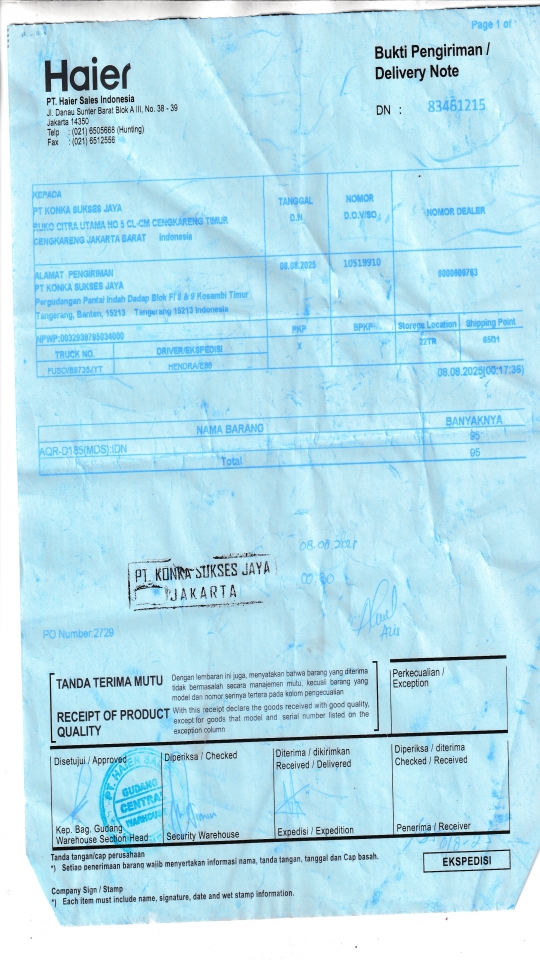 Page 1 of
Haier
Bukti Pengiriman /
Delivery Note
PT. Haier Sales Indonesia
Jl. Danau Sunter Barat Blok A III, No. 38 - 39
Jakarta 14350
Telp : (021) 6505668 (Hunting)
Fax : (021) 6512556
DN : 83461215
KEPADA
PT KONKA SUKSES JAYA
RUKO CITRA UTAMA NO 5 CL-CM CENGKARENG TIMUR
CENGKARENG JAKARTA BARAT Indonesia
TANGGAL
D.N
NOMOR
D.O.V/SO
NOMOR DEALER
ALAMAT PENGIRIMAN
PT KONKA SUKSES JAYA
Pergudangan Pantai Indah Dadap Blok F/ 8 & 9 Kosambi Timur
Tangerang, Banten, 15213 Tangerang 15213 Indonesia
08.08.2025
10519910
NPWP:0032938795034000
PKP
X
BPKP
Storege Location
Shipping Point
TRUCK NO.
DRIVER/EKSPEDISI
08.08.2025(00:17:36)
NAMA BARANG
BANYAKNYA
AQR-D185(MDS):IDN
95
Total
95
PT. KONKA SUKSES JAYA
JAKARTA
Azis
PO Number:2729
TANDA TERIMA MUTU
Dengan lembaran ini juga, menyatakan bahwa barang yang diterima
tidak bermasalah secara manajemen mutu, kecuali barang yang
model dan nomor serinya tertera pada kolom pengecualian
RECEIPT OF PRODUCT
QUALITY
With this receipt declare the goods received with good quality,
except for goods that model and serial number listed on the
exception column
Perkecualian /
Exception
Disetujui / Approved
Diperiksa / Checked
Diterima / dikirimkan
Received / Delivered
Diperiksa / diterima
Checked / Received
GUDANG
CENTRAL
WAREHOUSE
Kep. Bag. Gudang
Warehouse Section Head
Security Warehouse
Expedisi / Expedition
Penerima / Receiver
Tanda tangan/cap perusahaan
*) Setiap penerimaan barang wajib menyertakan informasi nama, tanda tangan, tanggal dan Cap basah.
EKSPEDISI
Company Sign / Stamp
*) Each item must include name, signature, date and wet stamp information.